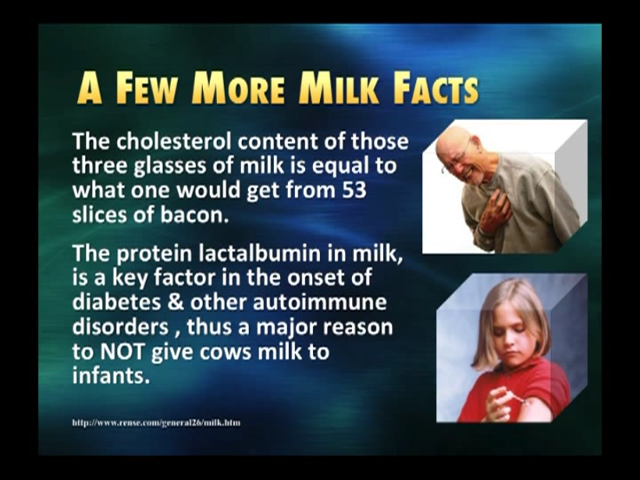 A Few More Milk Facts
The cholesterol content of those
three glasses of milk is equal to
what one would get from 53
slices of bacon.
The protein lactalbumin in milk,
is a key factor in the onset of
diabetes & other autoimmune
disorders , thus a major reason
to NOT give cows milk to
infants.
http://www.rense.com/general26/milk.htm